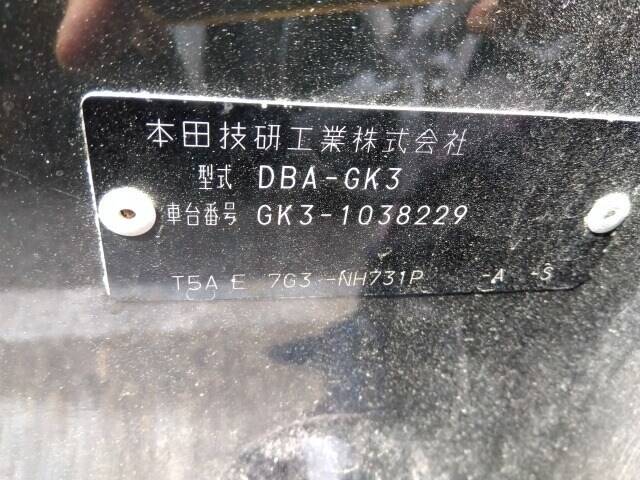 本田技研工業株式会社
型式 DBA-GK3
車台番号 GK3-1038229
T5A E 7G3 -NH731P -A -S